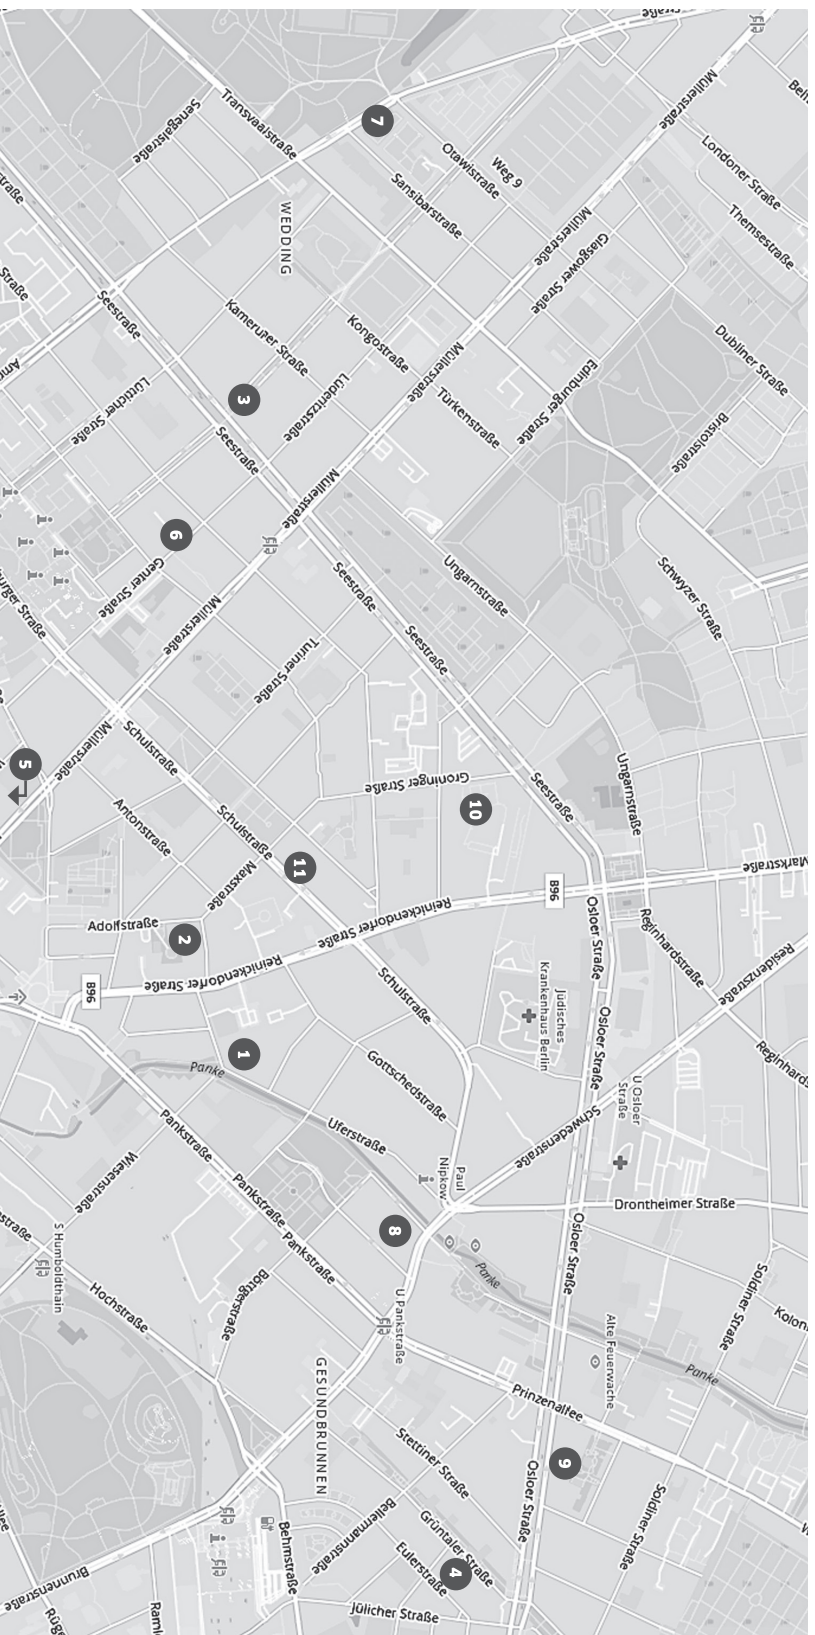 Müllerstraße
Londoner Straße
Themsestraße
Transvaalstraße
Senegalstraße
7
Otawistraße
Weg 9
Sansibarstraße
WEDDING
Müllerstraße
Glasgower Straße
Dubliner Straße
Seestraße
Kameruner Straße
Kongostraße
Müllerstraße
Edinburger Straße
Türkenstraße
Bristolstraße
Lütticher Straße
3
Lüderitzstraße
Seestraße
Müllerstraße
6
Genter Straße
Seestraße
Ungarnstraße
Schwyzer Straße
Müllerstraße
Seestraße
Turiner Straße
Müllerstraße
Schulstraße
5
Groninger Straße
Seestraße
Ungarnstraße
10
Antonstraße
Schulstraße
11
Maxstraße
B96
Markstraße
Adolfstraße
2
Reinickendorfer Straße
Osloer Straße
Reginhardstraße
Residenzstraße
B96
Reinickendorfer Straße
Schulstraße
Jüdisches
Krankenhaus Berlin
Osloer Straße
1
Panke
Gottschedstraße
U Osloer
Straße
Schwedenstraße
Pankstraße
Uferstraße
Wiesenstraße
Paul
Nipkow
Drontheimer Straße
Pankstraße
8
Osloer Straße
S Humboldthain
Pankstraße
Panke
Soldiner Straße
Hochstraße
Böttgerstraße
U Pankstraße
Alte Feuerwache
Panke
GESUNDBRUNNEN
Prinzenallee
Stettiner Straße
9
Osloer Straße
Soldiner Straße
Bellermannstraße
Grüntaler Straße
Eulerstraße
4
Behmstraße
Brunnenstraße
Jülicher Straße